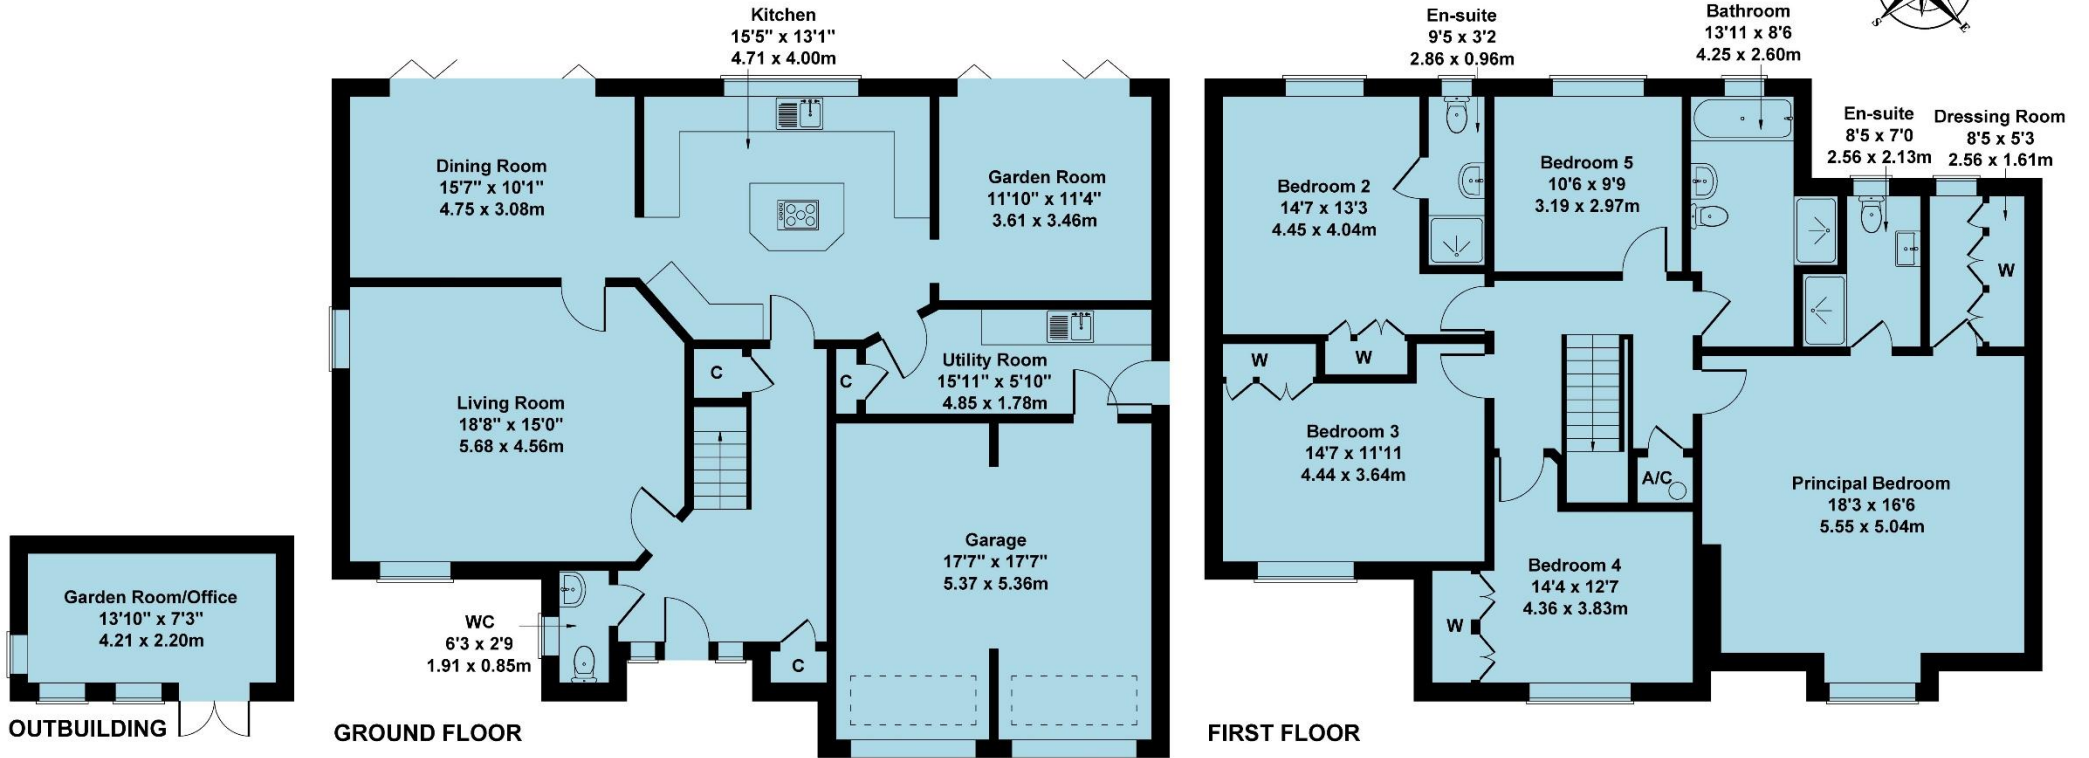 Kitchen
15'5" x 13'1"
4.71 x 4.00m
Dining Room
15'7" x 10'1"
4.75 x 3.08m
Garden Room
11'10" x 11'4"
3.61 x 3.46m
Living Room
18'8" x 15'0"
5.68 x 4.56m
C
C
Utility Room
15'11" x 5'10"
4.85 x 1.78m
Garage
17'7" x 17'7"
5.37 x 5.36m
WC
6'3 x 2'9
1.91 x 0.85m
C
Garden Room/Office
13'10" x 7'3"
4.21 x 2.20m
OUTBUILDING
GROUND FLOOR
En-suite
9'5 x 3'2
2.86 x 0.96m
Bathroom
13'11 x 8'6
4.25 x 2.60m
S
E
En-suite
8'5 x 7'0
2.56 x 2.13m
Dressing Room
8'5 x 5'3
2.56 x 1.61m
Bedroom 2
14'7 x 13'3
4.45 x 4.04m
Bedroom 5
10'6 x 9'9
3.19 x 2.97m
W
W
W
Bedroom 3
14'7 x 11'11
4.44 x 3.64m
A/C
Principal Bedroom
18'3 x 16'6
5.55 x 5.04m
Bedroom 4
14'4 x 12'7
4.36 x 3.83m
W
FIRST FLOOR